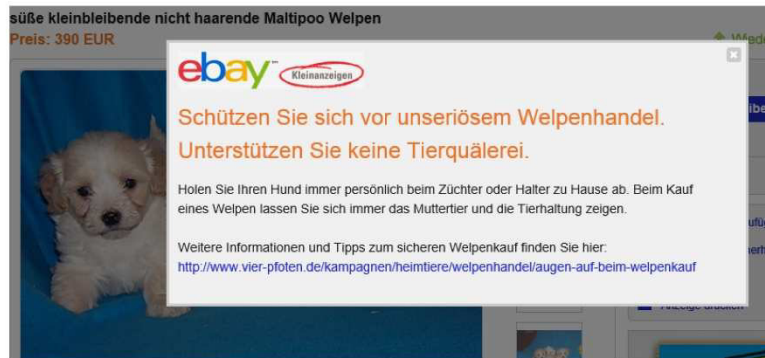 süße kleinbleibende nicht haarende Maltipoo Welpen
Preis: 390 EUR
ebay Kleinanzeigen
Schützen Sie sich vor unseriösem Welpenhandel.
Unterstützen Sie keine Tierquälerei.
Holen Sie Ihren Hund immer persönlich beim Züchter oder Halter zu Hause ab. Beim Kauf
eines Welpen lassen Sie sich immer das Muttertier und die Tierhaltung zeigen.
Weitere Informationen und Tipps zum sicheren Welpenkauf finden Sie hier:
http://www.vier-pfoten.de/kampagnen/heimtiere/welpenhandel/augen-auf-beim-welpenkauf